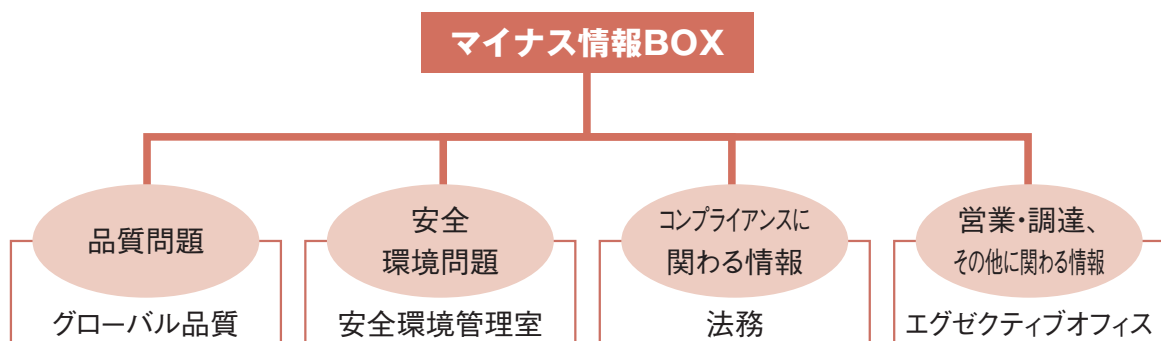 マイナス情報BOX
品質問題
グローバル品質
安全
環境問題
安全環境管理室
コンプライアンスに
関わる情報
法務
営業・調達、
その他に関わる情報
エグゼクティブオフィス